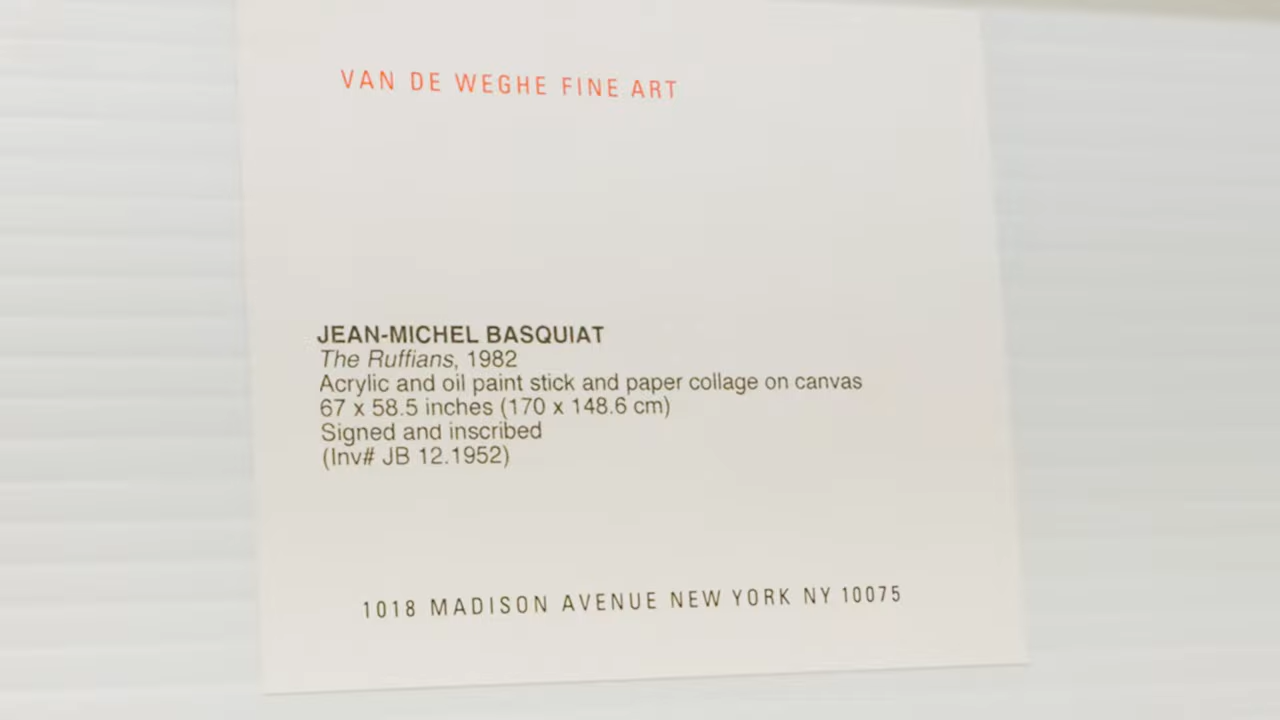 VAN DE WEGHE FINE ART
JEAN-MICHEL BASQUIAT
The Ruffians, 1982
Acrylic and oil paint stick and paper collage on canvas
67 x 58.5 inches (170 x 148.6 cm)
Signed and inscribed
(Inv# JB 12.1952)
1018 MADISON AVENUE NEW YORK NY 10075